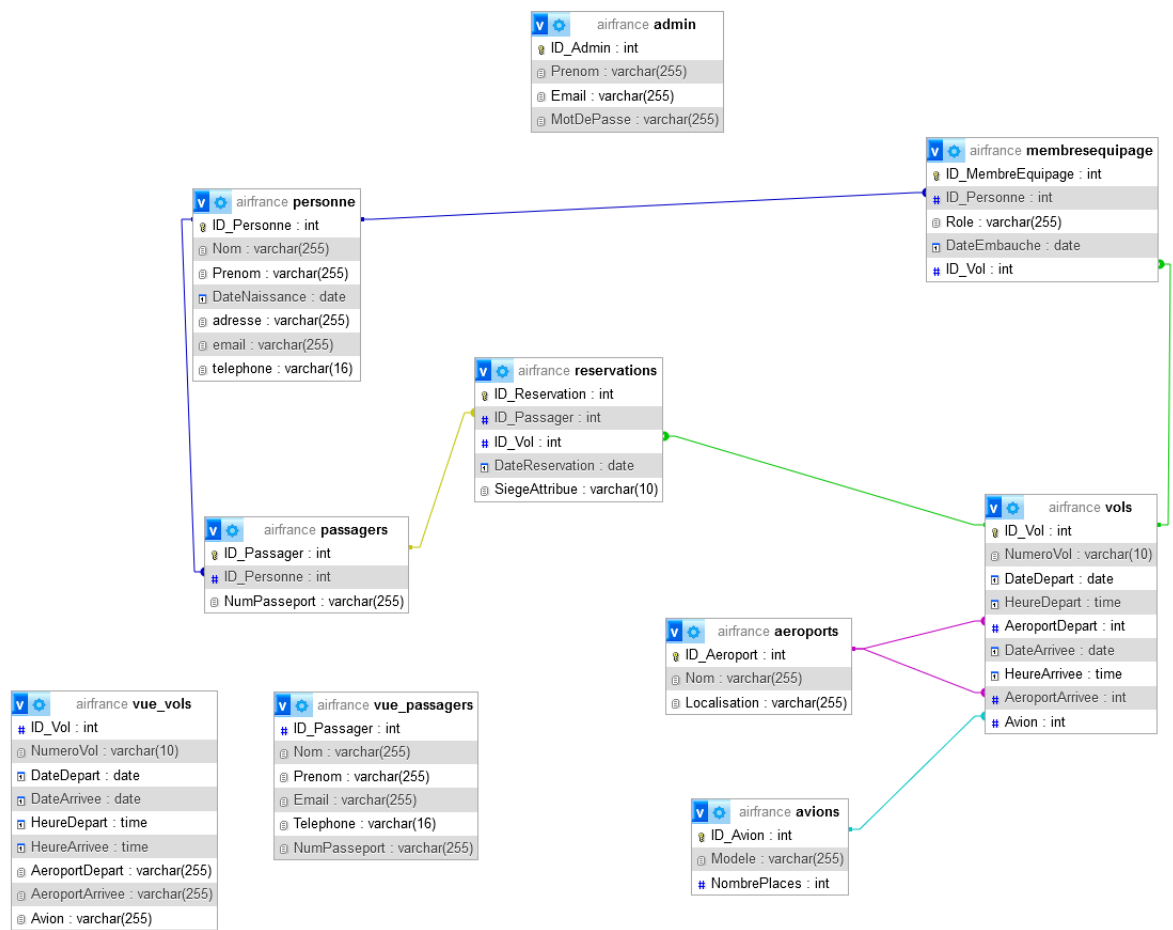 airfrance admin
ID_Admin : int
Prenom : varchar(255)
Email : varchar(255)
MotDePasse : varchar(255)
airfrance membresequipage
ID_MembreEquipage : int
ID_Personne : int
Role : varchar(255)
DateEmbauche : date
ID_Vol : int
airfrance personne
ID_Personne : int
Nom : varchar(255)
Prenom : varchar(255)
DateNaissance : date
adresse : varchar(255)
email : varchar(255)
telephone : varchar(16)
airfrance reservations
ID_Reservation : int
ID_Passager : int
ID_Vol : int
DateReservation : date
SiegeAttribue : varchar(10)
airfrance passagers
ID_Passager : int
ID_Personne : int
NumPasseport : varchar(255)
airfrance vols
ID_Vol : int
NumeroVol : varchar(10)
DateDepart : date
HeureDepart : time
AeroportDepart : int
DateArrivee : date
HeureArrivee : time
AeroportArrivee : int
Avion : int
airfrance aeroports
ID_Aeroport : int
Nom : varchar(255)
Localisation : varchar(255)
airfrance vue_vols
ID_Vol : int
NumeroVol : varchar(10)
DateDepart : date
DateArrivee : date
HeureDepart : time
HeureArrivee : time
AeroportDepart : varchar(255)
AeroportArrivee : varchar(255)
Avion : varchar(255)
airfrance vue_passagers
ID_Passager : int
Nom : varchar(255)
Prenom : varchar(255)
Email : varchar(255)
Telephone : varchar(16)
NumPasseport : varchar(255)
airfrance avions
ID_Avion : int
Modele : varchar(255)
NombrePlaces : int